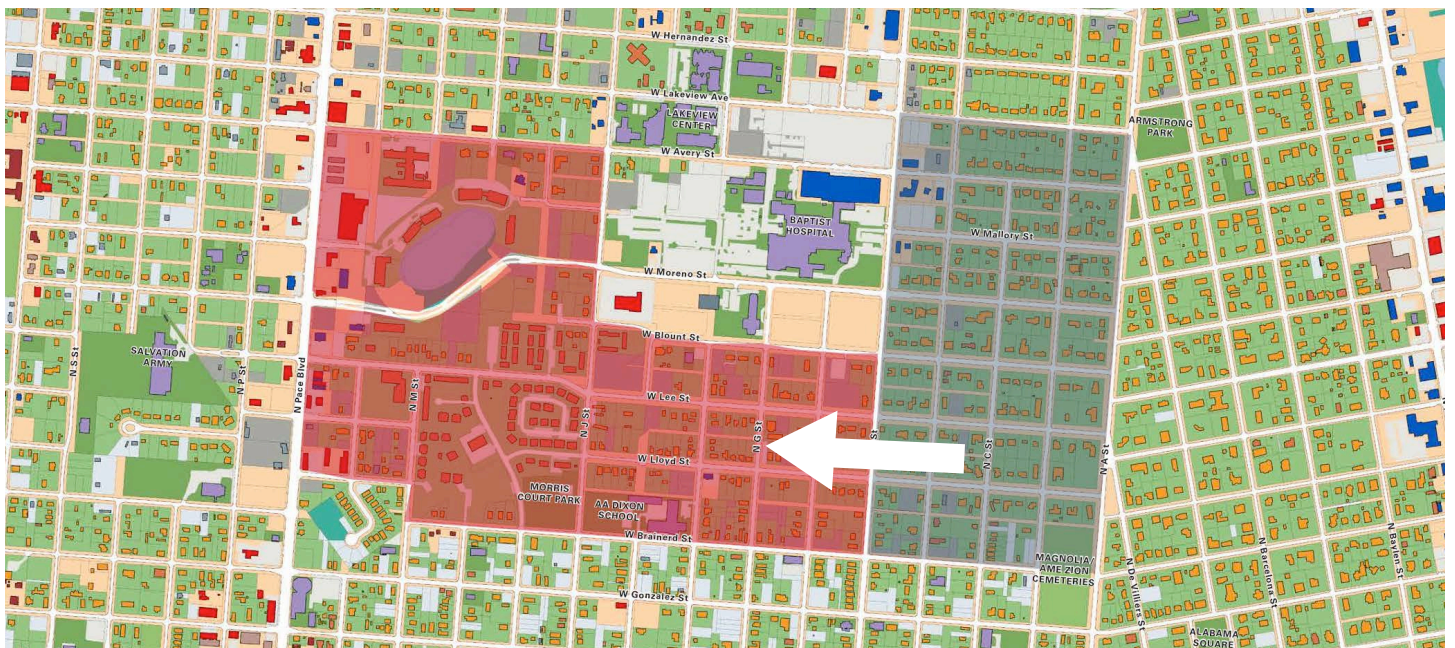 W Hernandez St
W Lakeview Ave
LAKEVIEW
CENTER
ARMSTRONG
PARK
W Avery St
BAPTIST
HOSPITAL
W Mallory St
W Moreno St
W Blount St
SALVATION
ARMY
N S St
N P St
N Pace Blvd
N M St
N J St
W Lee St
N G St
St
N C St
N A St
W Lloyd St
MORRIS
COURT PARK
AA DIXON
SCHOOL
W Brainerd St
MAGNOLIA/
AME ZION
CEMETERIES
N De Villiers St
N Barcelona St
N Baylen St
W Gonzalez St
ALABAMA
SQUARE